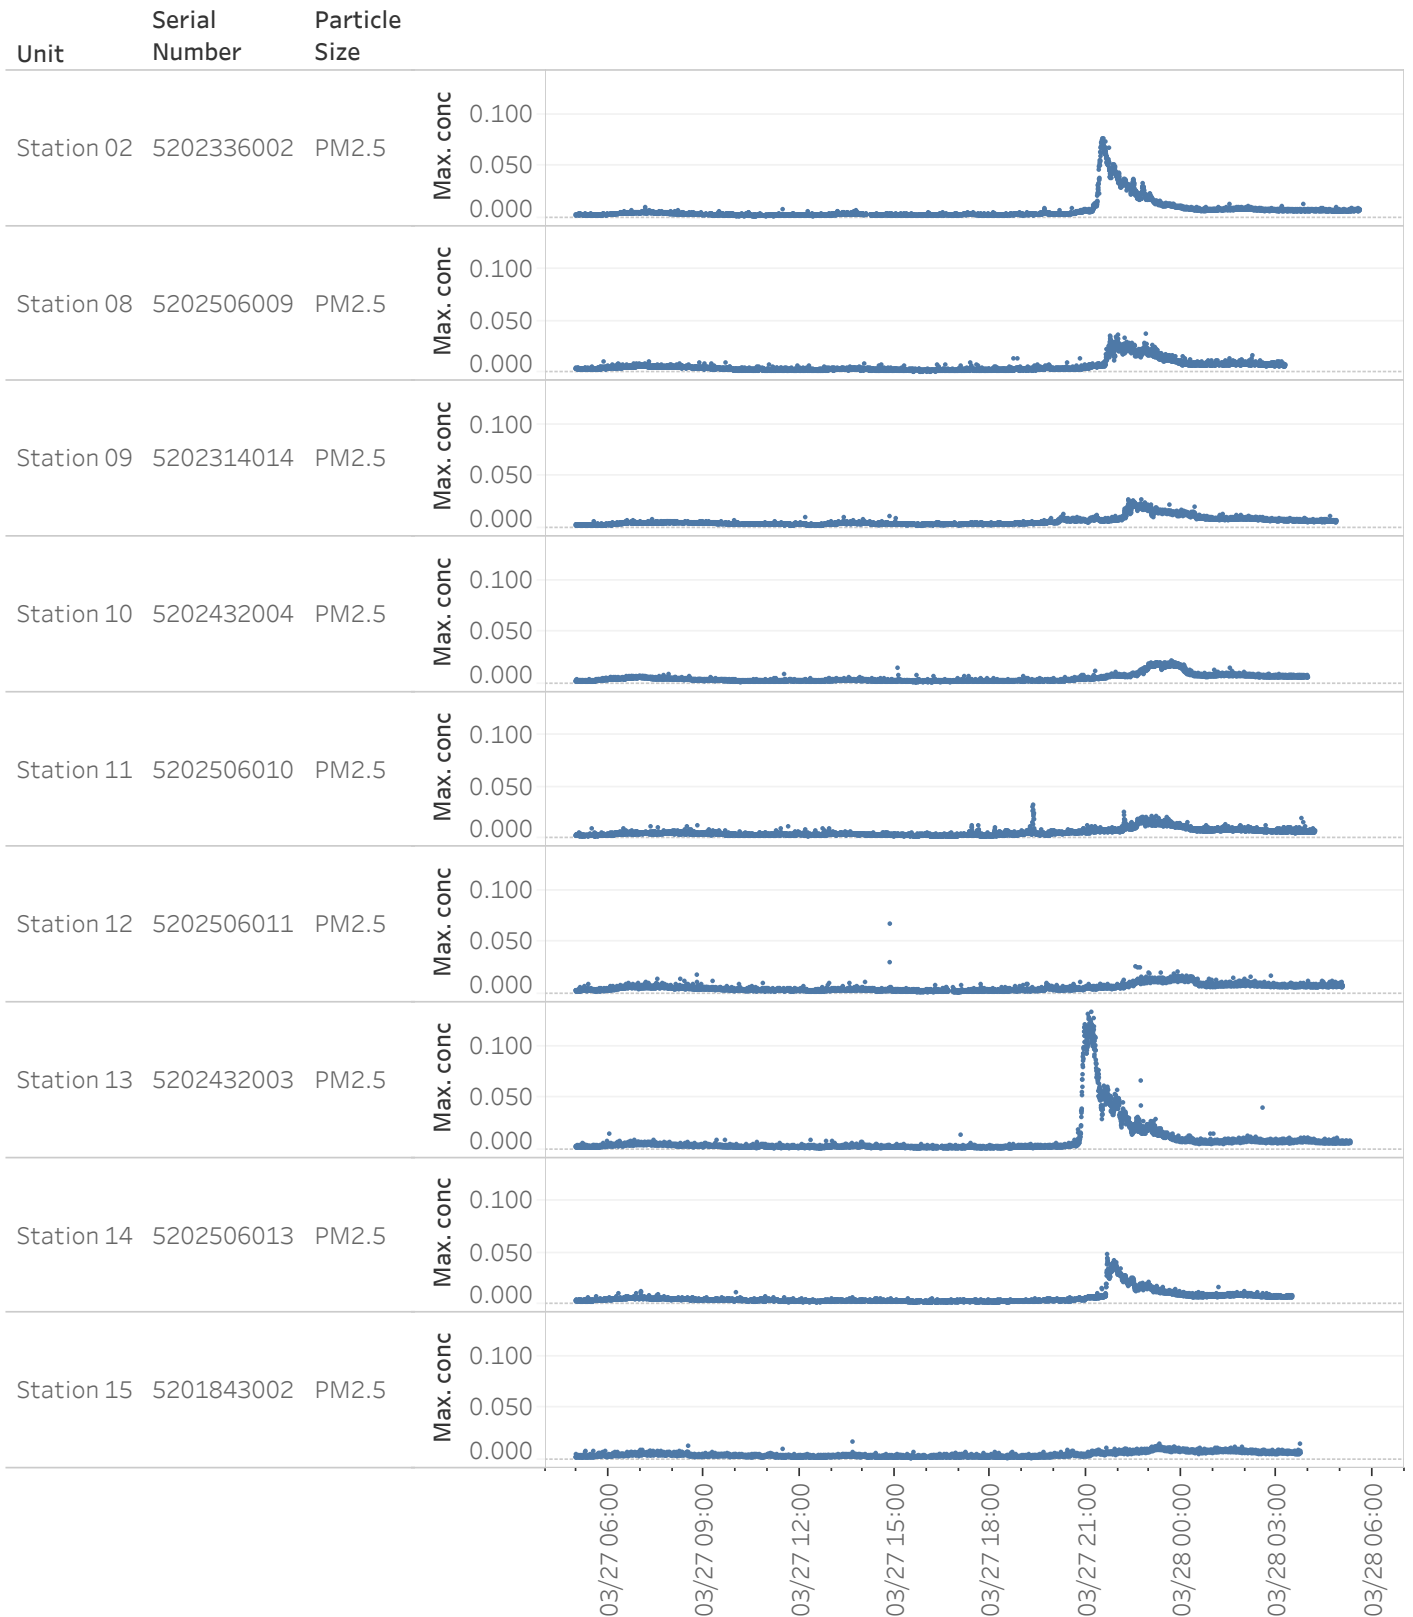 Unit Serial Number Particle Size
Station 02 5202336002 PM2.5 Max. conc 0.100 0.050 0.000
Station 08 5202506009 PM2.5 Max. conc 0.100 0.050 0.000
Station 09 5202314014 PM2.5 Max. conc 0.100 0.050 0.000
Station 10 5202432004 PM2.5 Max. conc 0.100 0.050 0.000
Station 11 5202506010 PM2.5 Max. conc 0.100 0.050 0.000
Station 12 5202506011 PM2.5 Max. conc 0.100 0.050 0.000
Station 13 5202432003 PM2.5 Max. conc 0.100 0.050 0.000
Station 14 5202506013 PM2.5 Max. conc 0.100 0.050 0.000
Station 15 5201843002 PM2.5 Max. conc 0.100 0.050 0.000
03/27 06:00 03/27 09:00 03/27 12:00 03/27 15:00 03/27 18:00 03/27 21:00 03/28 00:00 03/28 03:00 03/28 06:00